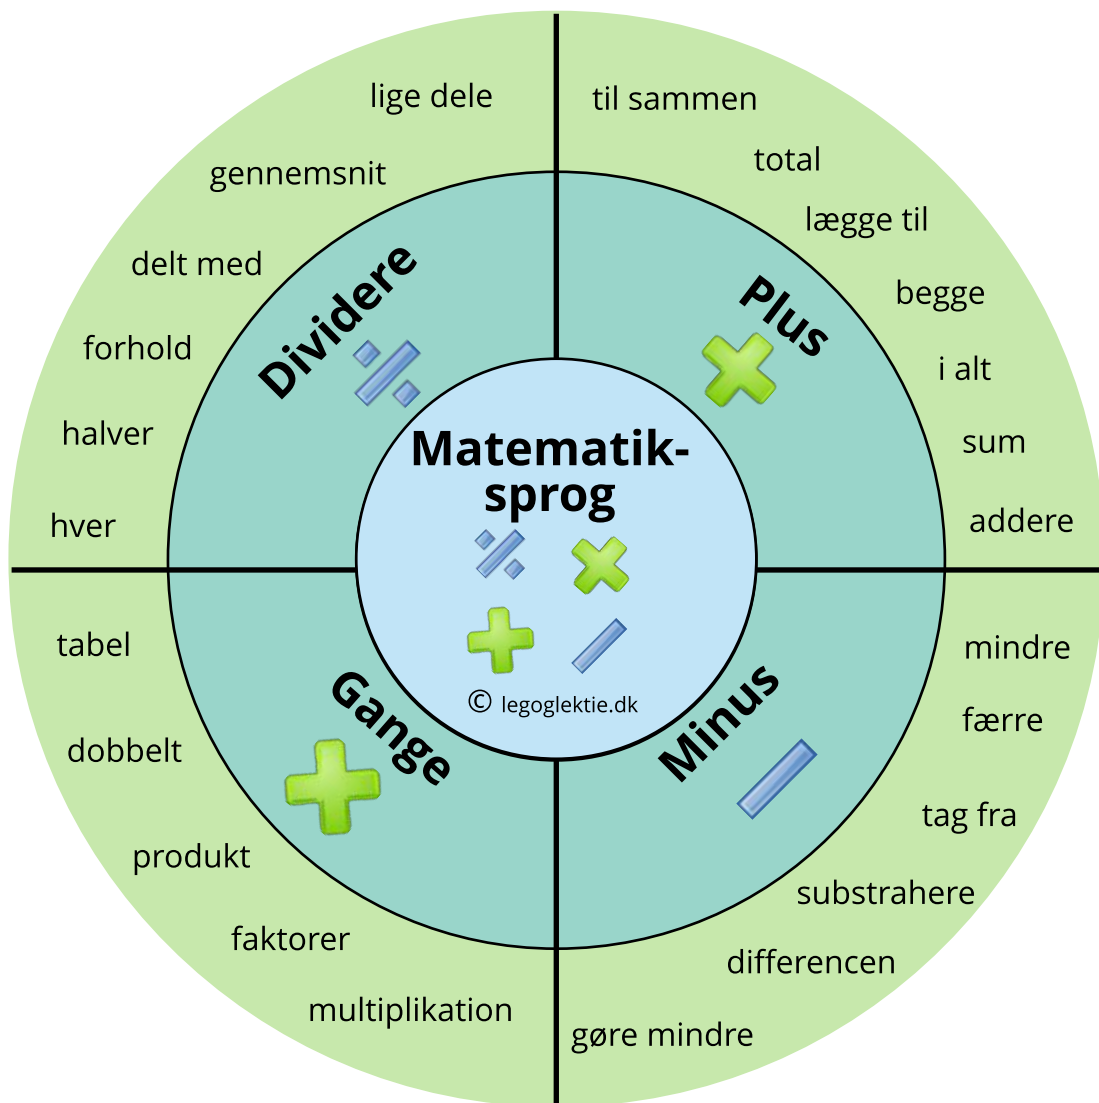 Matematik-
sprog
© legoglektie.dk
Dividere
lige dele
gennemsnit
delt med
forhold
halver
hver
Plus
til sammen
total
lægge til
begge
i alt
sum
addere
Gange
tabel
dobbelt
produkt
faktorer
multiplikation
Minus
mindre
færre
tag fra
substrahere
differencen
gøre mindre